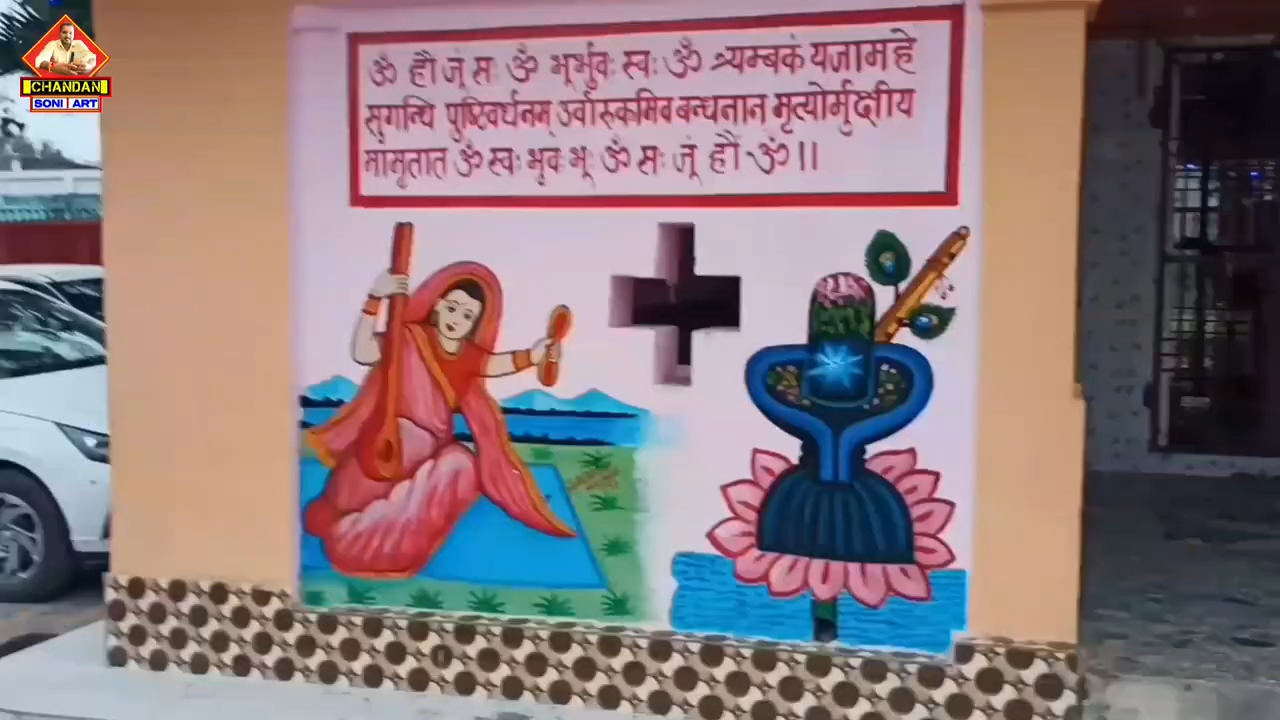 CHANDAN
SONI ART
ॐ हौ जूं सः ॐ भूर्भुवः स्वः ॐ त्र्यम्बकं यजामहे
सुगन्धि पुष्टिवर्धनम् उर्वारुकमिव बन्धनान मृत्योर्मुक्षीय
मामृतात ॐ स्वः भुवः भूः ॐ सः जूं हौ ॐ ।।